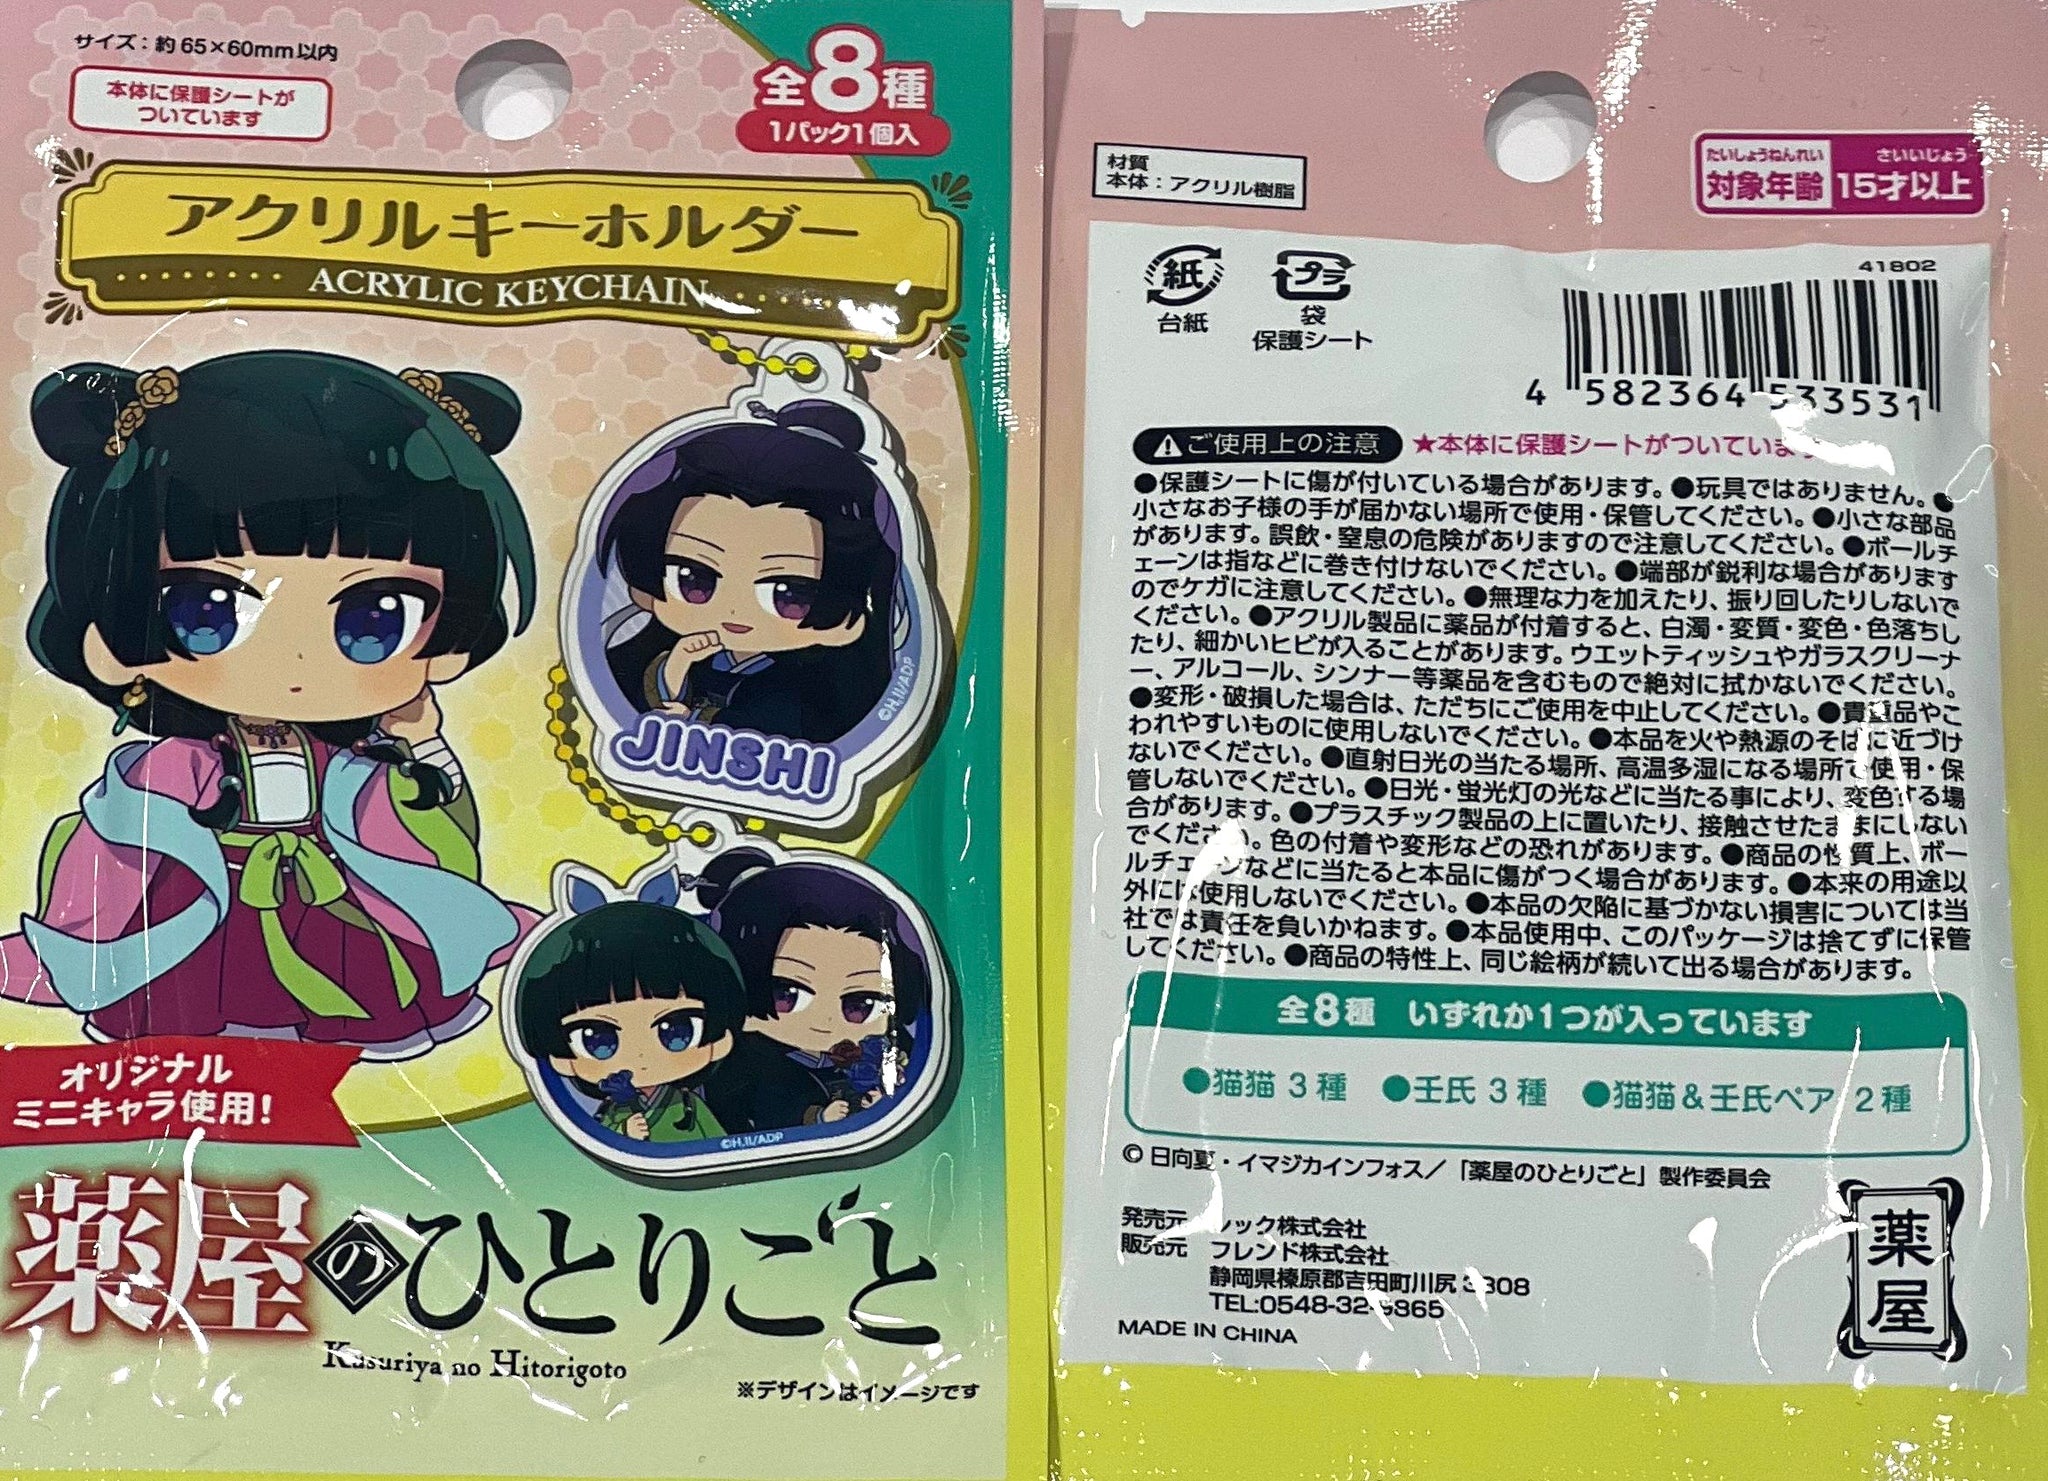 サイズ：約65×60mm以内
本体に保護シートが
ついています
全8種
1パック1個入
アクリルキーホルダー
ACRYLIC KEYCHAIN
©H,II/ADP
JINSHI
©H,II/ADP
オリジナル
ミニキャラ使用！
薬屋のひとりごと
Kusuriya no Hitorigoto
※デザインはイメージです
材質
本体：アクリル樹脂
たいしょうねんれい さいいじょう
対象年齢 15才以上
紙
台紙
プラ
袋
保護シート
41802
4 582364 533531
ご使用上の注意 ★本体に保護シートがついています
●保護シートに傷が付いている場合があります。●玩具ではありません。●
小さなお子様の手が届かない場所で使用・保管してください。●小さな部品
があります。誤飲・窒息の危険がありますので注意してください。●ボールチ
ェーンは指などに巻き付けないでください。●端部が鋭利な場合があります
のでケガに注意してください。●無理な力を加えたり、振り回したりしないで
ください。●アクリル製品に薬品が付着すると、白濁・変質・変色・色落ちし
たり、細かいヒビが入ることがあります。ウエットティッシュやガラスクリーナ
ー、アルコール、シンナー等薬品を含むもので絶対に拭かないでください。
●変形・破損した場合は、ただちにご使用を中止してください。●貴重品やこ
われやすいものに使用しないでください。●本品を火や熱源のそばに近づけ
ないでください。●直射日光の当たる場所、高温多湿になる場所で使用・保
管しないでください。●日光・蛍光灯の光などに当たる事により、変色する場
合があります。●プラスチック製品の上に置いたり、接触させたままにしない
でください。色の付着や変形などの恐れがあります。●商品の性質上、ボー
ルチェーンなどに当たると本品に傷がつく場合があります。●本来の用途以
外には使用しないでください。●本品の欠陥に基づかない損害については当
社では責任を負いかねます。●本品使用中、このパッケージは捨てずに保管
してください。●商品の特性上、同じ絵柄が続いて出る場合があります。
全8種 いずれか1つが入っています
●猫猫 3種 ●壬氏 3種 ●猫猫＆壬氏ペア 2種
© 日向夏・イマジカインフォス／「薬屋のひとりごと」製作委員会
発売元 ック株式会社
販売元 フレンド株式会社
静岡県榛原郡吉田町川尻
TEL:0548-32-
MADE IN CHINA
薬屋